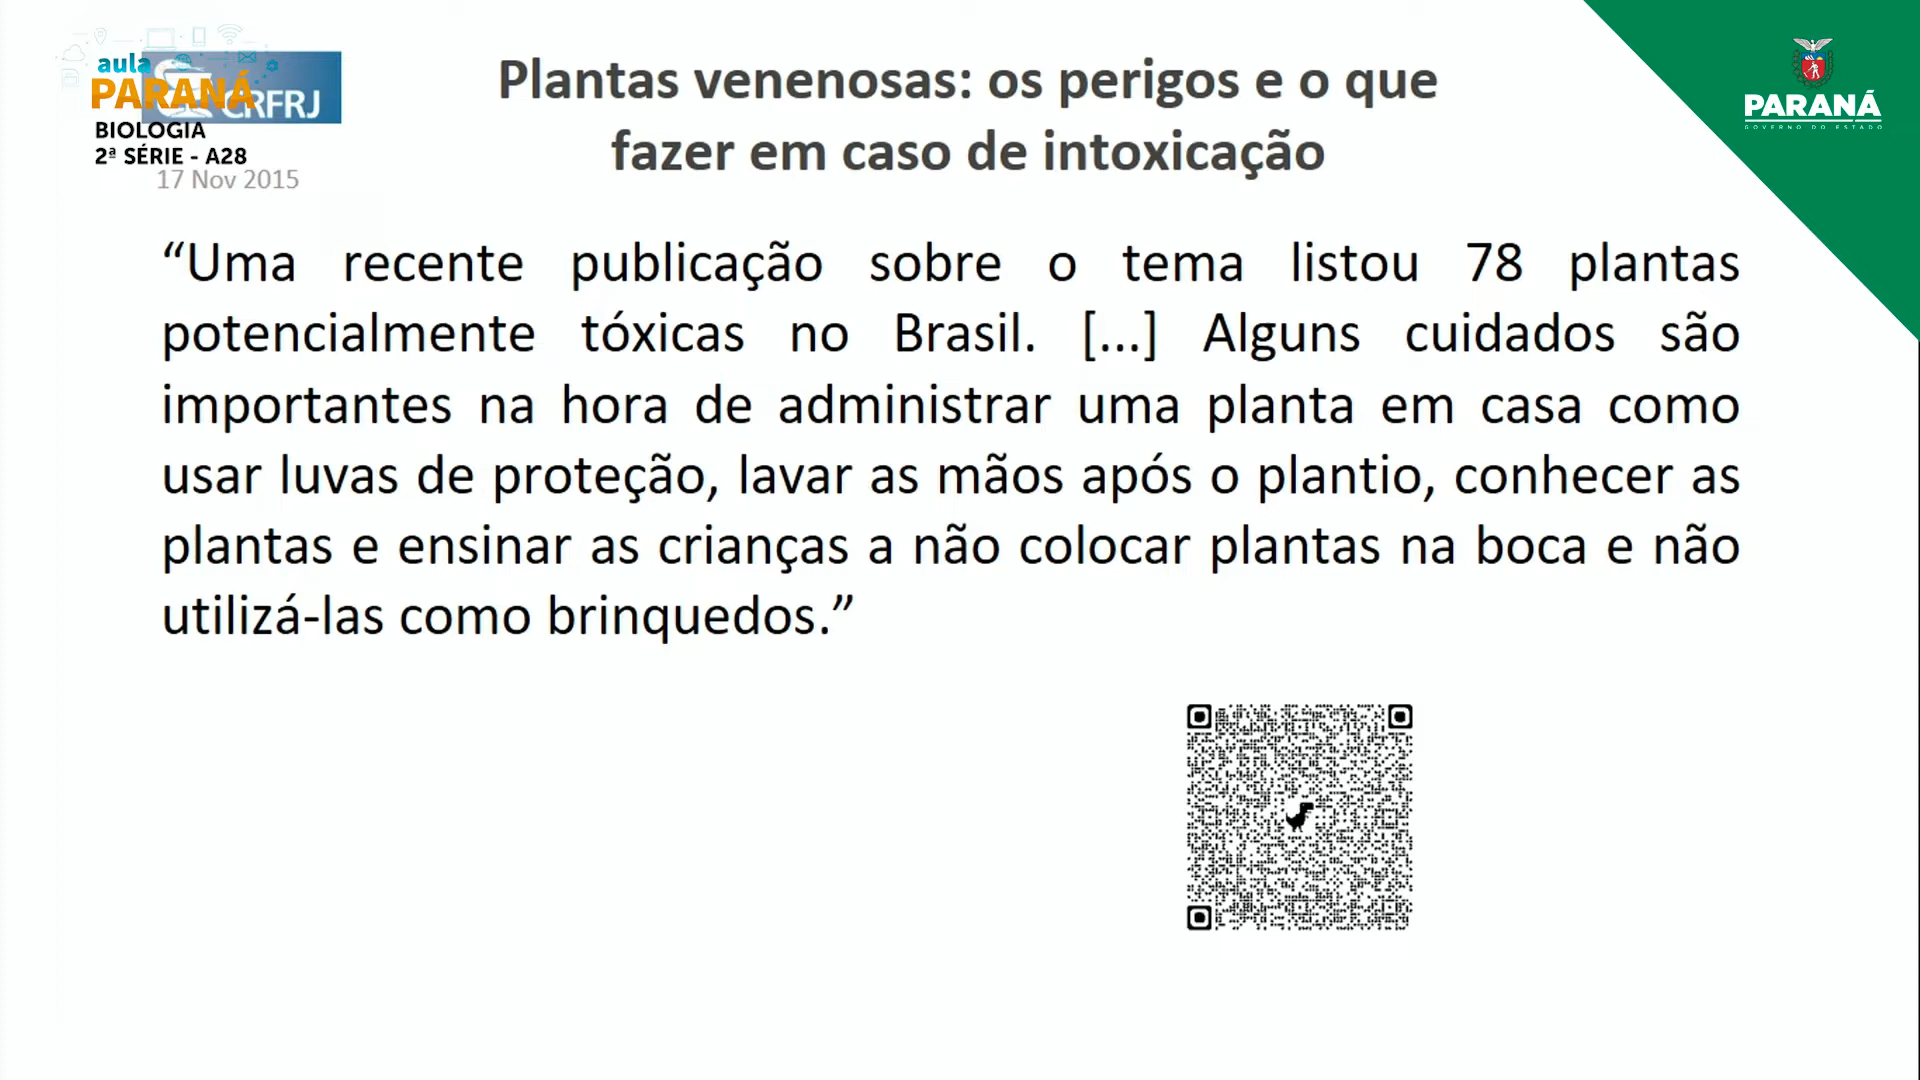 aula
PARANÁ
CRFRJ
BIOLOGIA
2ª SÉRIE - A28
17 Nov 2015
Plantas venenosas: os perigos e o que
fazer em caso de intoxicação
PARANÁ
GOVERNO DO ESTADO
“Uma recente publicação sobre o tema listou 78 plantas
potencialmente tóxicas no Brasil. [...] Alguns cuidados são
importantes na hora de administrar uma planta em casa como
usar luvas de proteção, lavar as mãos após o plantio, conhecer as
plantas e ensinar as crianças a não colocar plantas na boca e não
utilizá-las como brinquedos.”